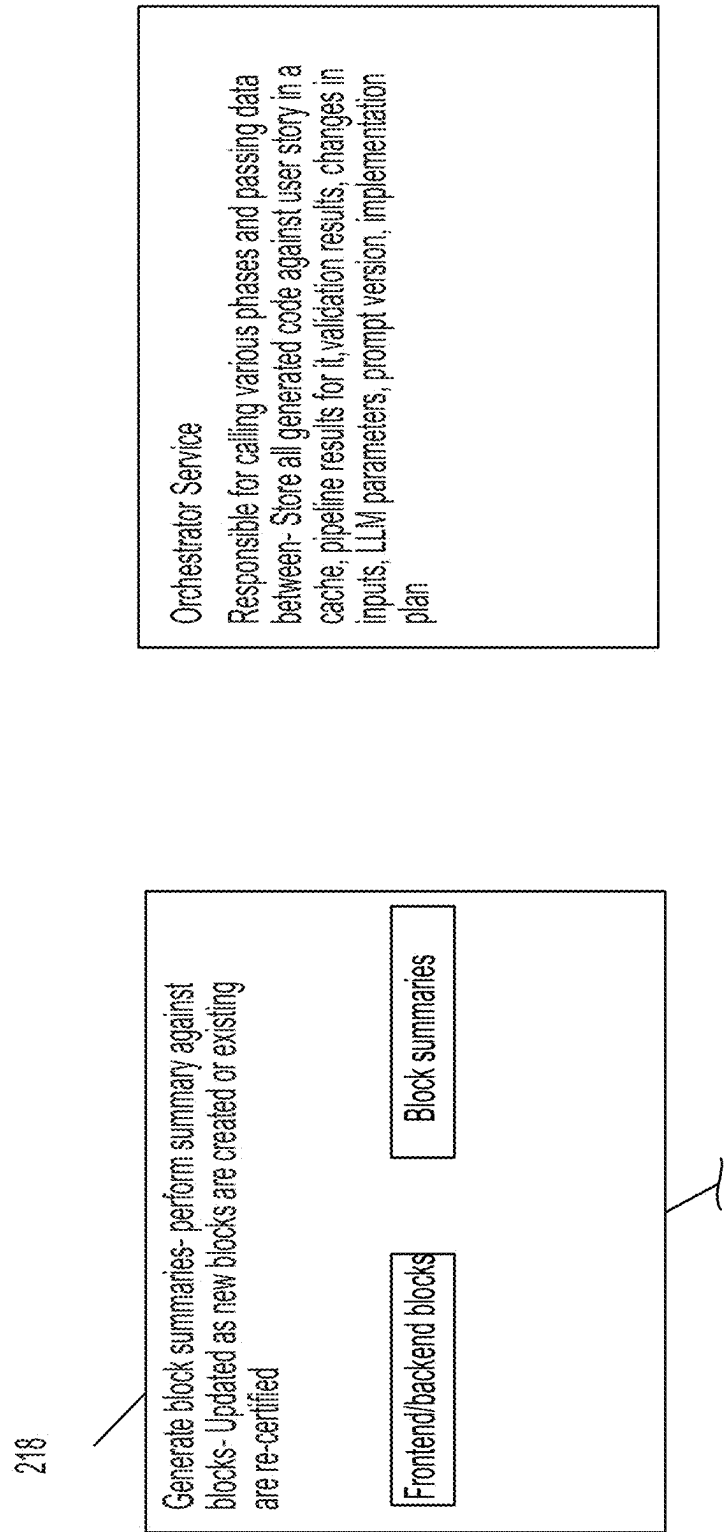 218
Generate block summaries- perform summary against
blocks- Updated as new blocks are created or existing
are re-certified
Frontend/backend blocks
Block summaries
Orchestrator Service
Responsible for calling various phases and passing data
between- Store all generated code against user story in a
cache, pipeline results for it,validation results, changes in
inputs, LLM parameters, prompt version, implementation
plan